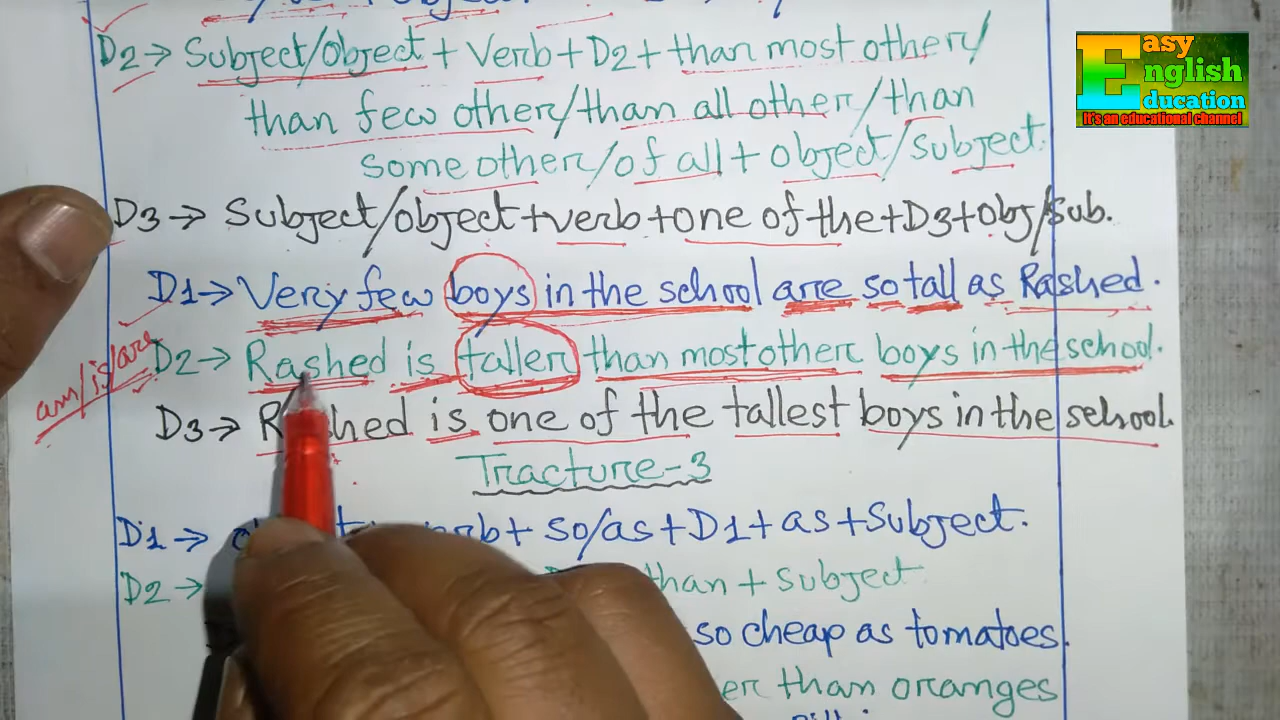 D2→ Subject/object + Verb + D2 + than most other/
than few other/than all other/than
some other/of all + object/subject.
D3→ Subject/object+verb+one of the+D3+obj/sub.
D1→ Very few boys in the school are so tall as Rashed.
am/is/are
D2→ Rashed is taller than most other boys in the school.
D3→ Rashed is one of the tallest boys in the school.
Tracture-3
D1→ verb+ so/as + D1 + as + Subject.
D2→ than + subject
so cheap as tomatoes.
than oranges
Easy
English
Education
It's an educational channel